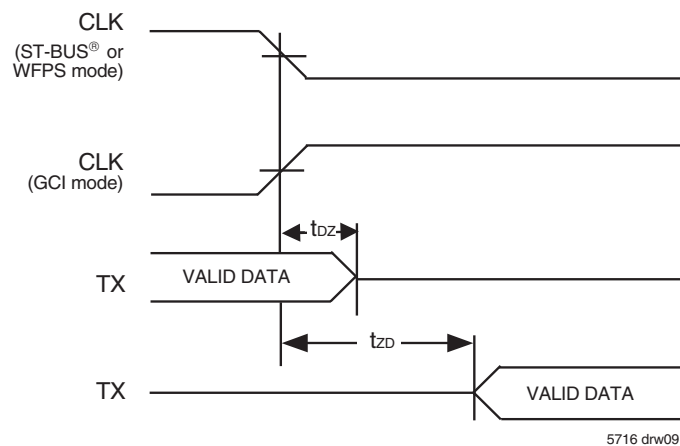 CLK
(ST-BUS® or
WFPS mode)
CLK
(GCI mode)
tDZ
TX
VALID DATA
tZD
TX
VALID DATA
5716 drw09